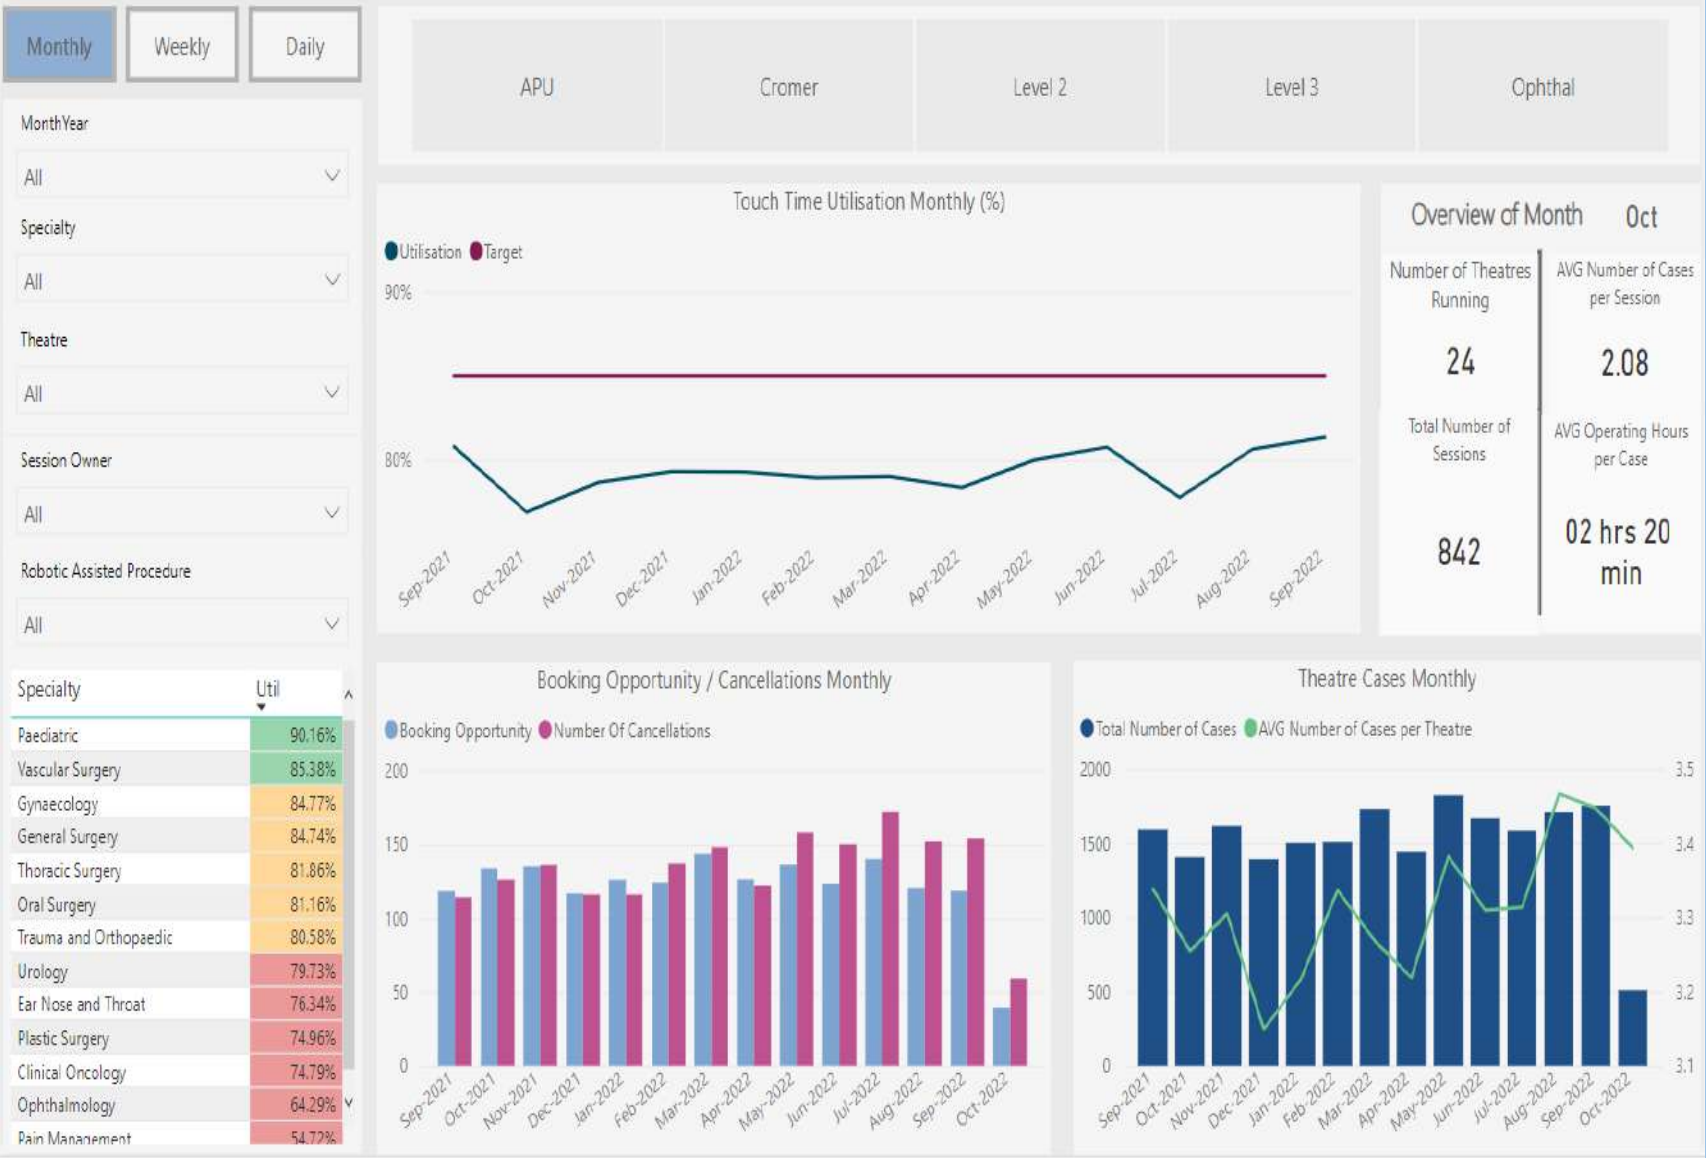 Monthly
Weekly
Daily
APU
Cromer
Level 2
Level 3
Ophthal
MonthYear
All
Specialty
All
Theatre
All
Session Owner
All
Robotic Assisted Procedure
All
Touch Time Utilisation Monthly (%)
Utilisation Target
90%
80%
Sep-2021 Oct-2021 Nov-2021 Dec-2021 Jan-2022 Feb-2022 Mar-2022 Apr-2022 May-2022 Jun-2022 Jul-2022 Aug-2022 Sep-2022
Overview of Month Oct
Number of Theatres
Running
24
AVG Number of Cases
per Session
2.08
Total Number of
Sessions
842
AVG Operating Hours
per Case
02 hrs 20
min
Specialty Util
Paediatric 90.16%
Vascular Surgery 85.38%
Gynaecology 84.77%
General Surgery 84.74%
Thoracic Surgery 81.86%
Oral Surgery 81.16%
Trauma and Orthopaedic 80.58%
Urology 79.73%
Ear Nose and Throat 76.34%
Plastic Surgery 74.96%
Clinical Oncology 74.79%
Ophthalmology 64.29%
Pain Management 54.72%
Booking Opportunity / Cancellations Monthly
Booking Opportunity Number Of Cancellations
200
150
100
50
0
Sep-2021 Oct-2021 Nov-2021 Dec-2021 Jan-2022 Feb-2022 Mar-2022 Apr-2022 May-2022 Jun-2022 Jul-2022 Aug-2022 Sep-2022 Oct-2022
Theatre Cases Monthly
Total Number of Cases AVG Number of Cases per Theatre
2000 3.5
1500 3.4
1000 3.3
500 3.2
0 3.1
Sep-2021 Oct-2021 Nov-2021 Dec-2021 Jan-2022 Feb-2022 Mar-2022 Apr-2022 May-2022 Jun-2022 Jul-2022 Aug-2022 Sep-2022 Oct-2022